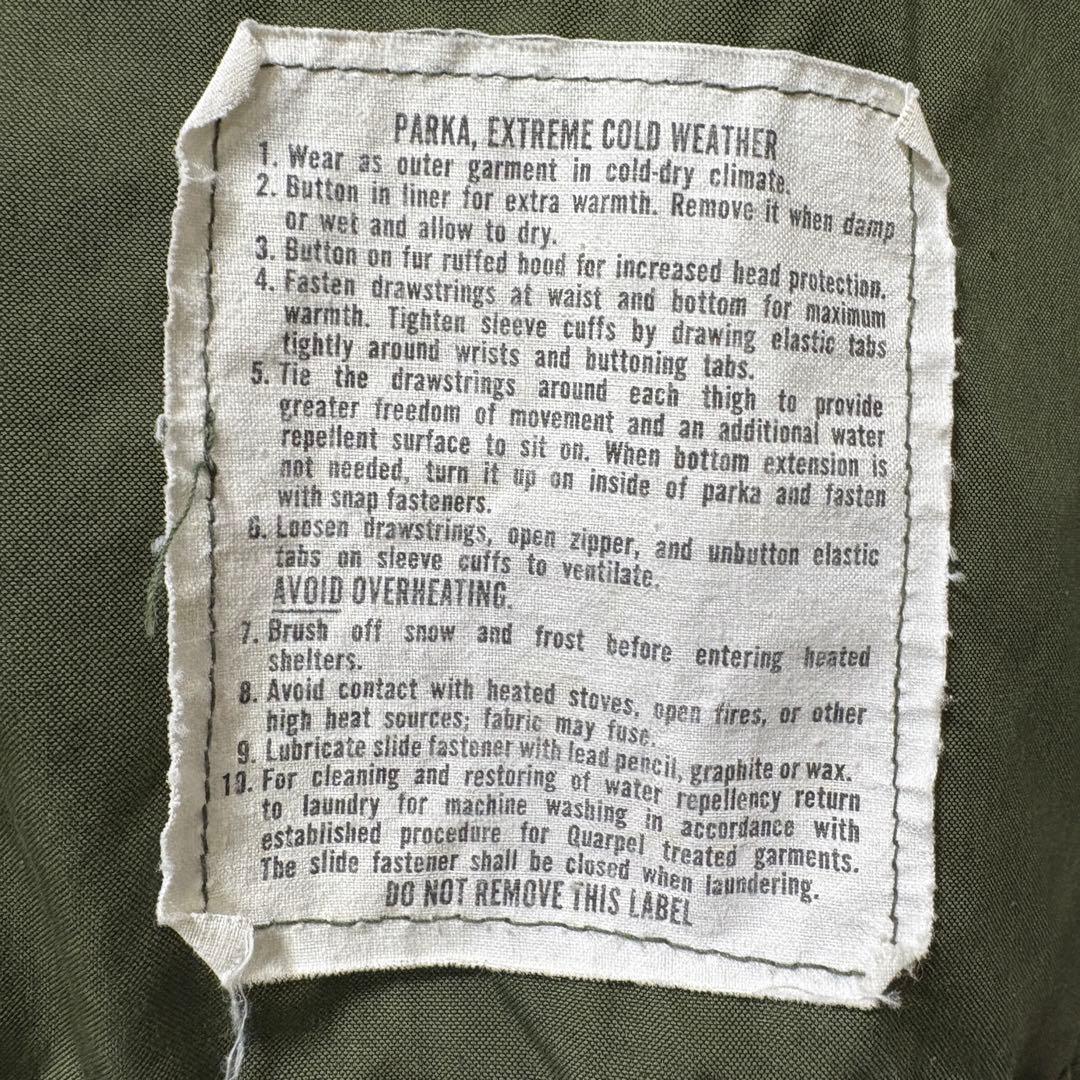 PARKA, EXTREME COLD WEATHER
1. Wear as outer garment in cold-dry climate.
2. Button in liner for extra warmth. Remove it when damp
or wet and allow to dry.
3. Button on fur ruffed hood for increased head protection.
4. Fasten drawstrings at waist and bottom for maximum
warmth. Tighten sleeve cuffs by drawing elastic tabs
tightly around wrists and buttoning tabs.
5. Tie the drawstrings around each thigh to provide
greater freedom of movement and an additional water
repellent surface to sit on. When bottom extension is
not needed, turn it up on inside of parka and fasten
with snap fasteners.
6. Loosen drawstrings, open zipper, and unbutton elastic
tabs on sleeve cuffs to ventilate.
AVOID OVERHEATING.
7. Brush off snow and frost before entering heated
shelters.
8. Avoid contact with heated stoves, open fires, or other
high heat sources; fabric may fuse.
9. Lubricate slide fastener with lead pencil, graphite or wax.
10. For cleaning and restoring of water repellency return
to laundry for machine washing in accordance with
established procedure for Quarpel treated garments.
The slide fastener shall be closed when laundering.
DO NOT REMOVE THIS LABEL